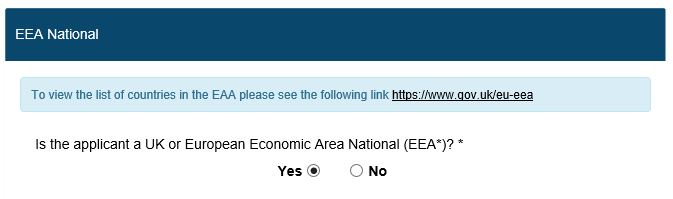 EEA National
To view the list of countries in the EAA please see the following link https://www.gov.uk/eu-eea
Is the applicant a UK or European Economic Area National (EEA*)? *
Yes No